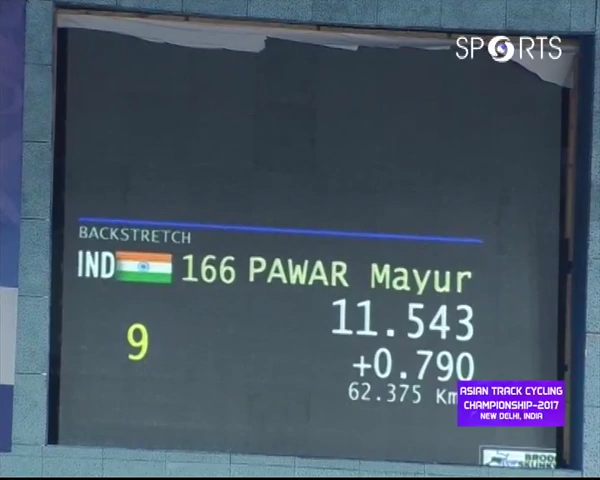 SPORTS
BACKSTRETCH
IND 166 PAWAR Mayur
11.543
9
+0.790
62.375
ASIAN TRACK CYCLING
CHAMPIONSHIP-2017
NEW DELHI, INDIA